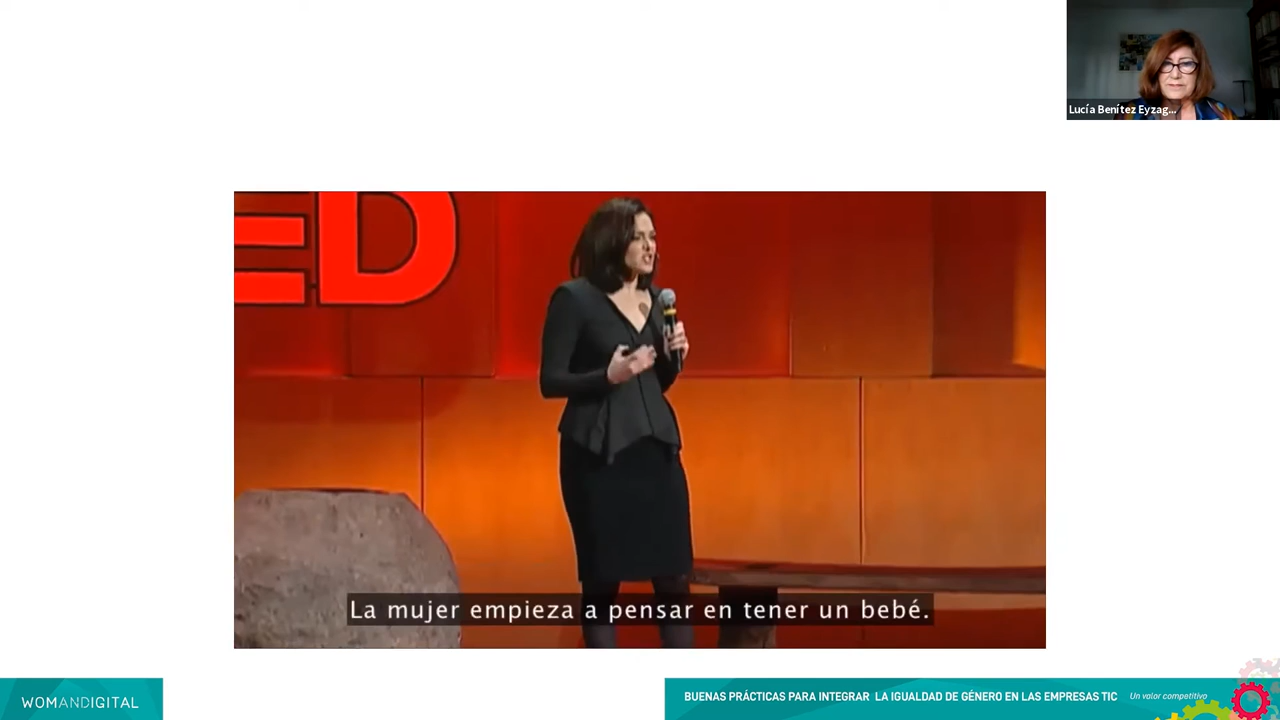 Lucía Benítez Eyzag...
ED
La mujer empieza a pensar en tener un bebé.
WOMANDIGITAL
BUENAS PRÁCTICAS PARA INTEGRAR LA IGUALDAD DE GÉNERO EN LAS EMPRESAS TIC
Un valor competitivo